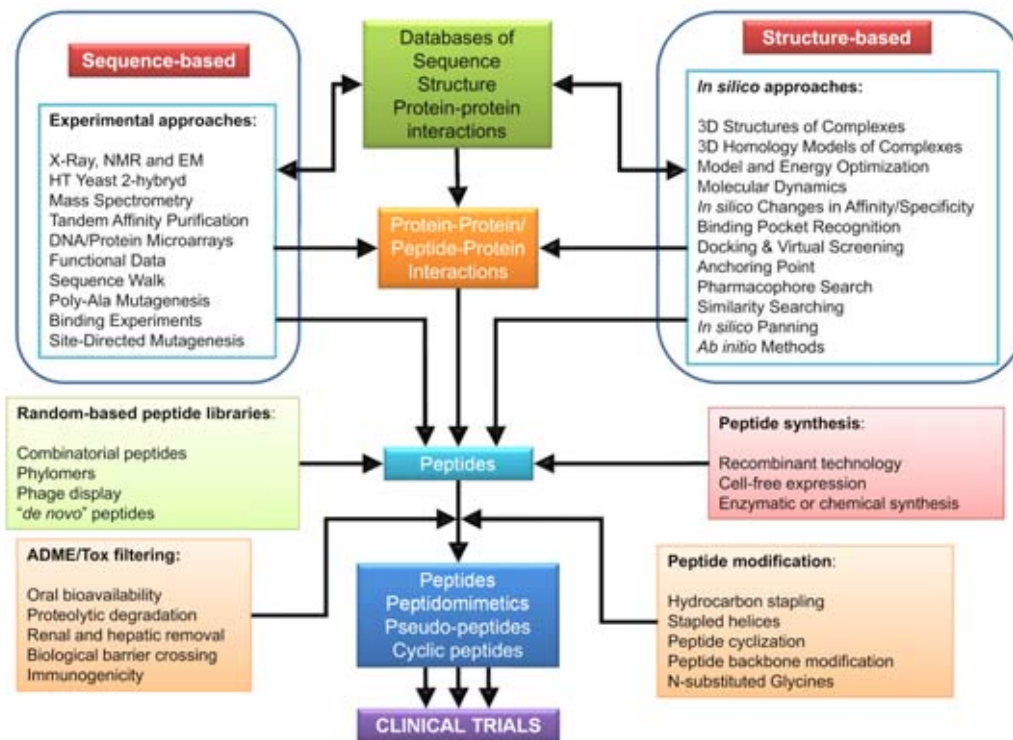 Sequence-based
Experimental approaches:
X-Ray, NMR and EM
HT Yeast 2-hybryd
Mass Spectrometry
Tandem Affinity Purification
DNA/Protein Microarrays
Functional Data
Sequence Walk
Poly-Ala Mutagenesis
Binding Experiments
Site-Directed Mutagenesis
Databases of
Sequence
Structure
Protein-protein
interactions
Structure-based
In silico approaches:
3D Structures of Complexes
3D Homology Models of Complexes
Model and Energy Optimization
Molecular Dynamics
In silico Changes in Affinity/Specificity
Binding Pocket Recognition
Docking & Virtual Screening
Anchoring Point
Pharmacophore Search
Similarity Searching
In silico Panning
Ab initio Methods
Protein-Protein/
Peptide-Protein
Interactions
Random-based peptide libraries:
Combinatorial peptides
Phylomers
Phage display
"de novo" peptides
Peptides
Peptide synthesis:
Recombinant technology
Cell-free expression
Enzymatic or chemical synthesis
ADME/Tox filtering:
Oral bioavailability
Proteolytic degradation
Renal and hepatic removal
Biological barrier crossing
Immunogenicity
Peptides
Peptidomimetics
Pseudo-peptides
Cyclic peptides
Peptide modification:
Hydrocarbon stapling
Stapled helices
Peptide cyclization
Peptide backbone modification
N-substituted Glycines
CLINICAL TRIALS